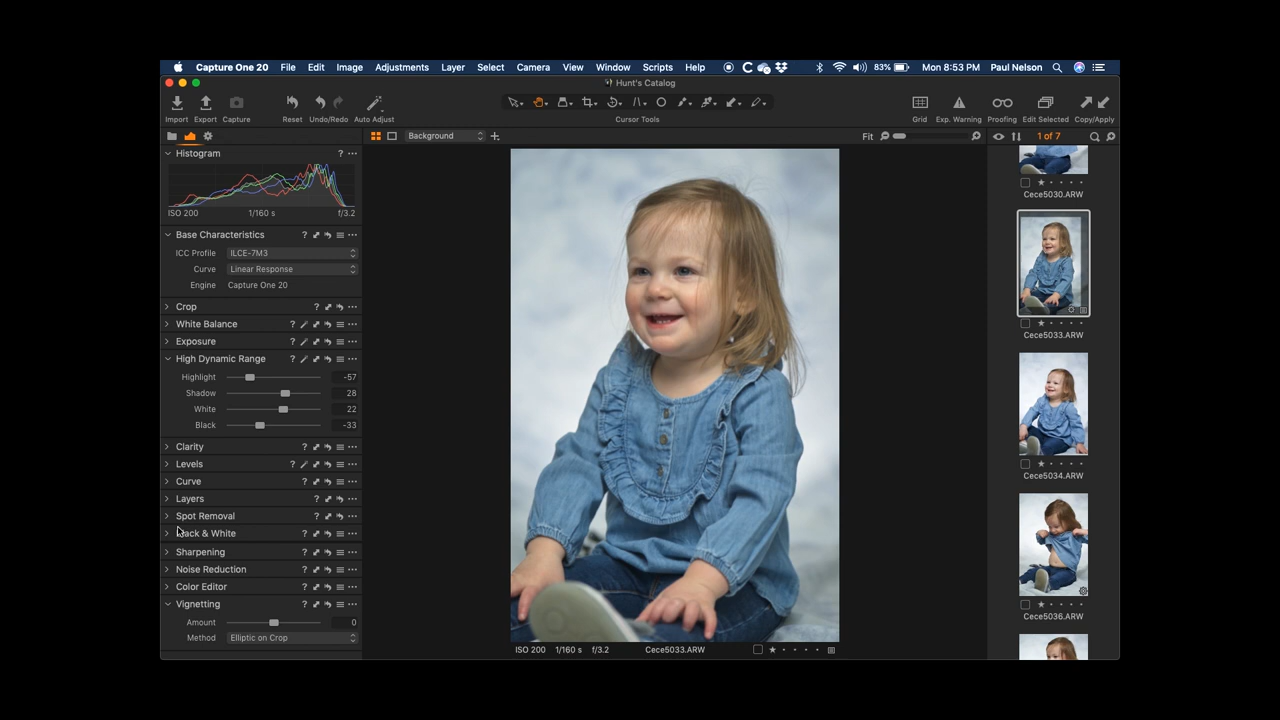 Capture One 20 File Edit Image Adjustments Layer Select Camera View Window Scripts Help 83% Mon 8:53 PM Paul Nelson
Hunt's Catalog
Import Export Capture Reset Undo/Redo Auto Adjust Cursor Tools Grid Exp. Warning Proofing Edit Selected Copy/Apply
Background Fit 1 of 7
Histogram ? ...
ISO 200 1/160 s f/3.2
Base Characteristics ? ...
ICC Profile ILCE-7M3
Curve Linear Response
Engine Capture One 20
Crop ? ...
White Balance ? ...
Exposure ? ...
High Dynamic Range ? ...
Highlight -57
Shadow 28
White 22
Black -33
Clarity ? ...
Levels ? ...
Curve ? ...
Layers ? ...
Spot Removal ? ...
Black & White ? ...
Sharpening ? ...
Noise Reduction ? ...
Color Editor ? ...
Vignetting ? ...
Amount 0
Method Elliptic on Crop
ISO 200 1/160 s f/3.2 Cece5033.ARW
Cece5030.ARW
Cece5033.ARW
Cece5034.ARW
Cece5036.ARW